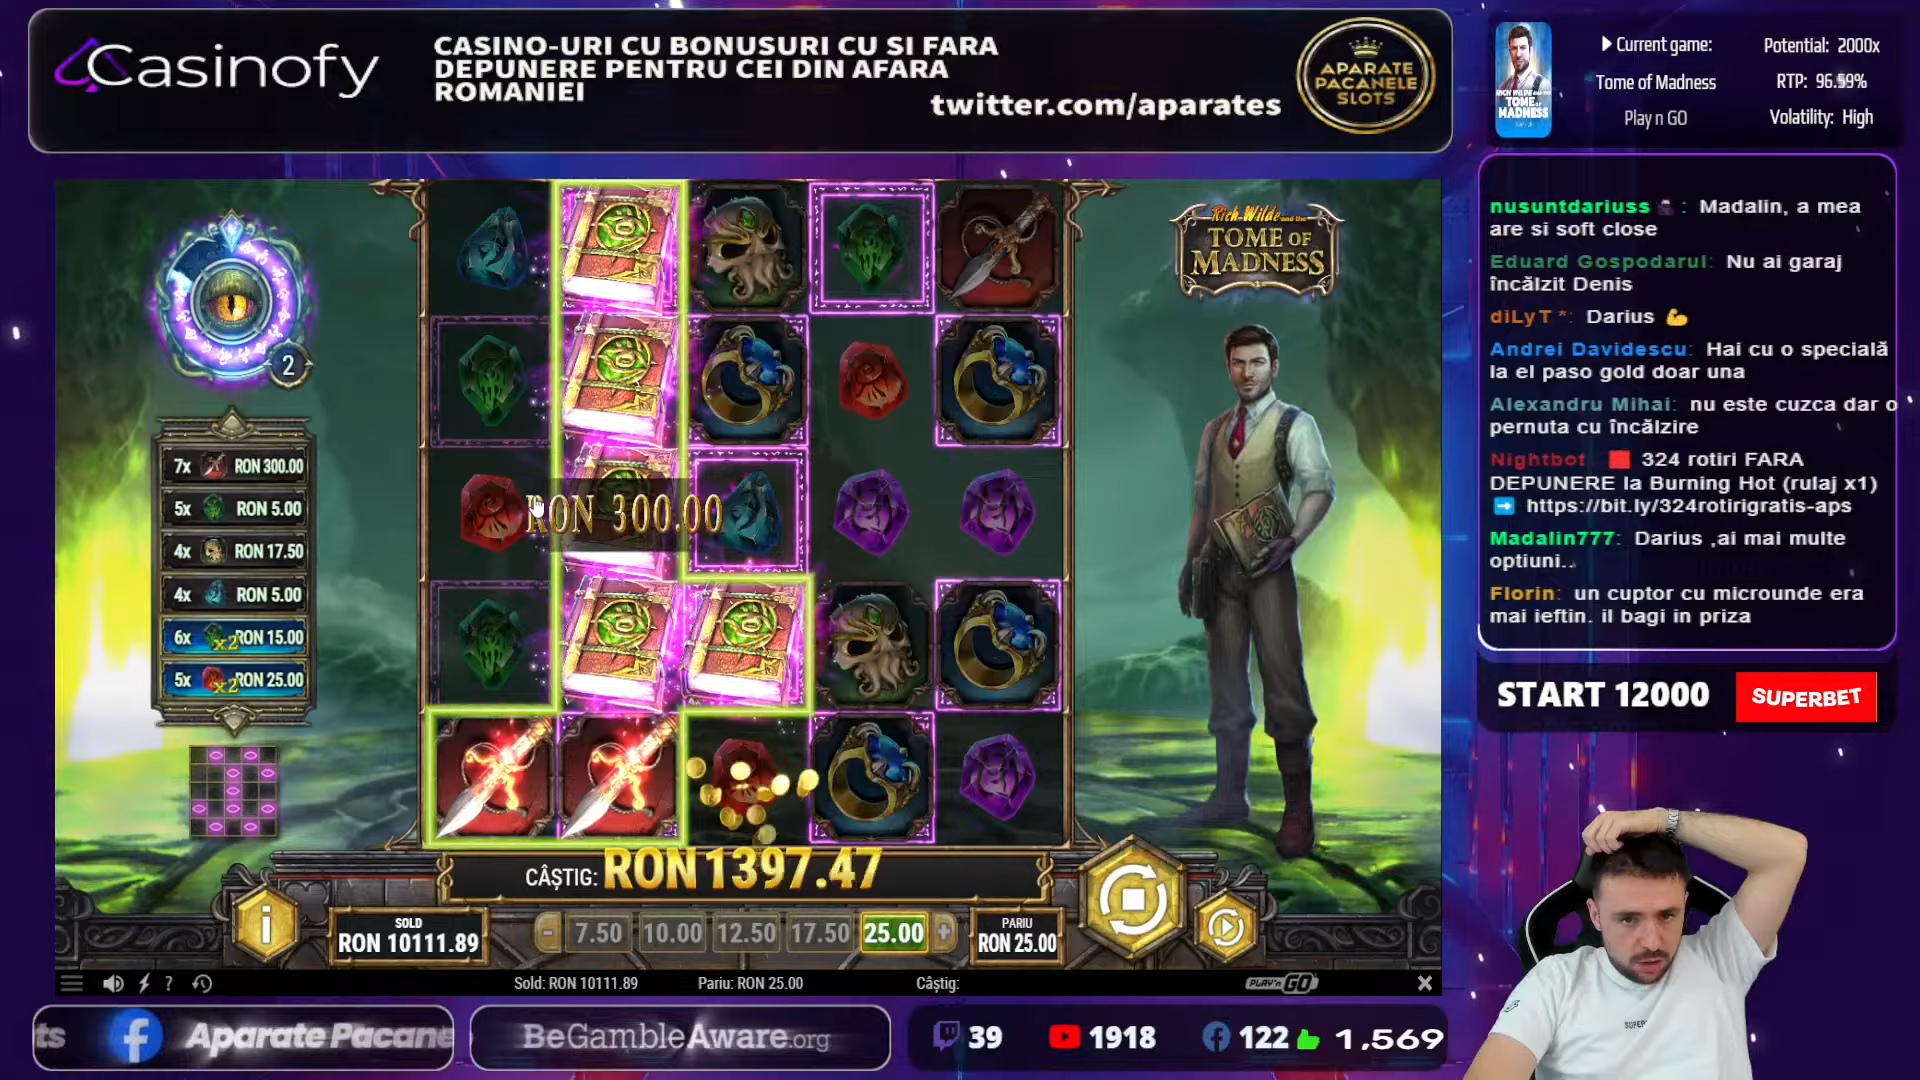 Casinofy
CASINO-URI CU BONUSURI CU SI FARA
DEPUNERE PENTRU CEI DIN AFARA
ROMANIEI
twitter.com/aparates
APARATE
PACANELE
SLOTS
RICH WILDE AND THE
TOME OF
MADNESS
Current game:
Tome of Madness
Play n GO
Potential: 2000x
RTP: 96.59%
Volatility: High
nusuntdariuss : Madalin, a mea
are si soft close
Eduard Gospodarul: Nu ai garaj
încălzit Denis
diLyT *: Darius 💪
Andrei Davidescu: Hai cu o specială
la el paso gold doar una
Alexandru Mihai: nu este cuzca dar o
pernuta cu încălzire
Nightbot 🟥 324 rotiri FARA
DEPUNERE la Burning Hot (rulaj x1)
➡ https://bit.ly/324rotirigratis-aps
Madalin777: Darius ,ai mai multe
optiuni..
Florin: un cuptor cu microunde era
mai ieftin. il bagi in priza
START 12000
SUPERBET
Rich Wilde and the
TOME OF
MADNESS
2
7x RON 300.00
5x RON 5.00
4x RON 17.50
4x RON 5.00
6x x2 RON 15.00
5x x2 RON 25.00
RON 300.00
CÂȘTIG: RON 1397.47
i
SOLD
RON 10111.89
- 7.50 10.00 12.50 17.50 25.00 +
PARIU
RON 25.00
?
Sold: RON 10111.89
Pariu: RON 25.00
Câștig:
PLAY'n GO
ts
Aparate Pacane
BeGambleAware.org
39
1918
122
1,569